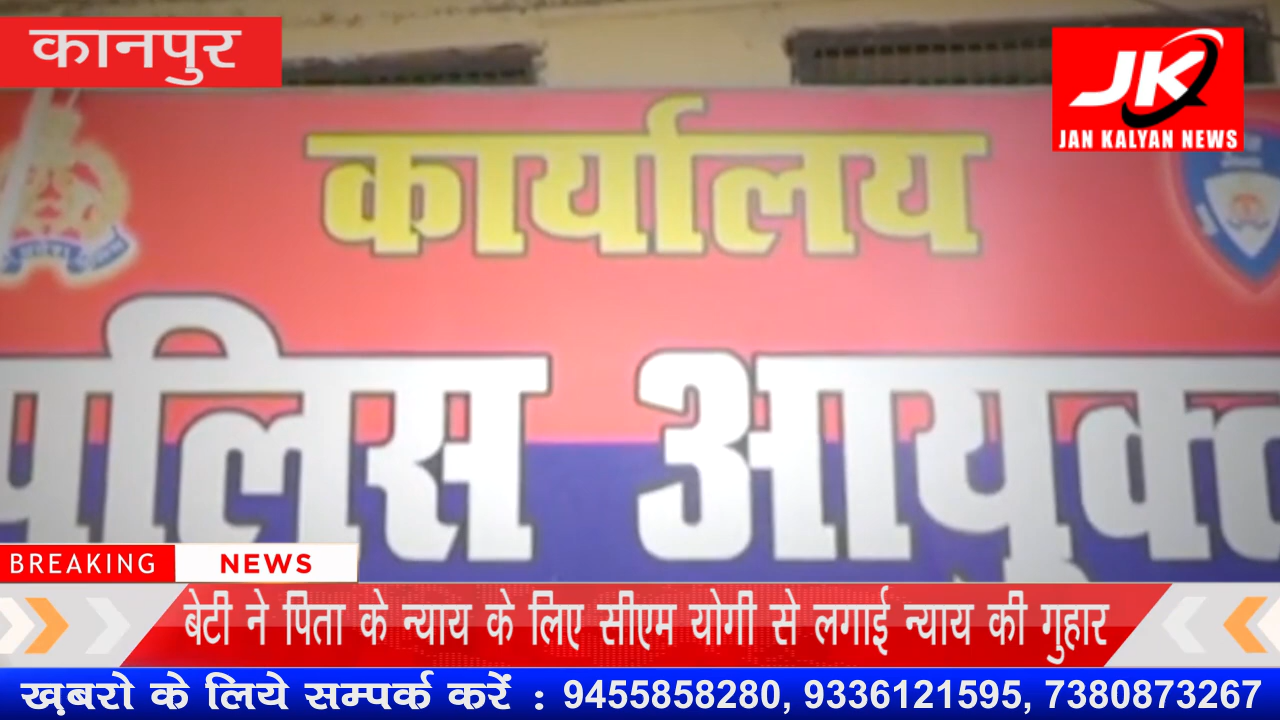 कानपुर
JK
JAN KALYAN NEWS
कार्यालय
पुलिस आयुक्त
BREAKING NEWS
बेटी ने पिता के न्याय के लिए सीएम योगी से लगाई न्याय की गुहार
ख़बरो के लिये सम्पर्क करें : 9455858280, 9336121595, 7380873267